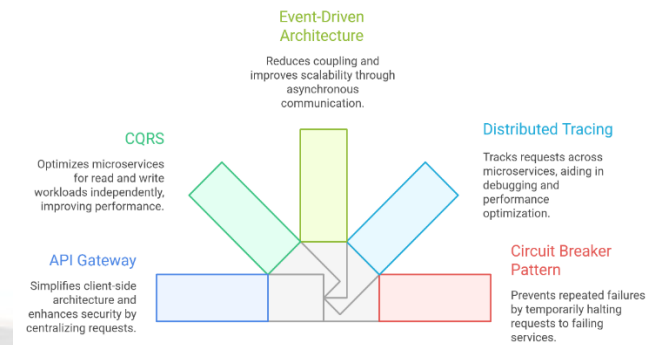 Event-Driven
Architecture
Reduces coupling and
improves scalability through
asynchronous
communication.
CQRS
Optimizes microservices
for read and write
workloads independently,
improving performance.
Distributed Tracing
Tracks requests across
microservices, aiding in
debugging and
performance
optimization.
API Gateway
Simplifies client-side
architecture and
enhances security by
centralizing requests.
Circuit Breaker
Pattern
Prevents repeated failures
by temporarily halting
requests to failing
services.